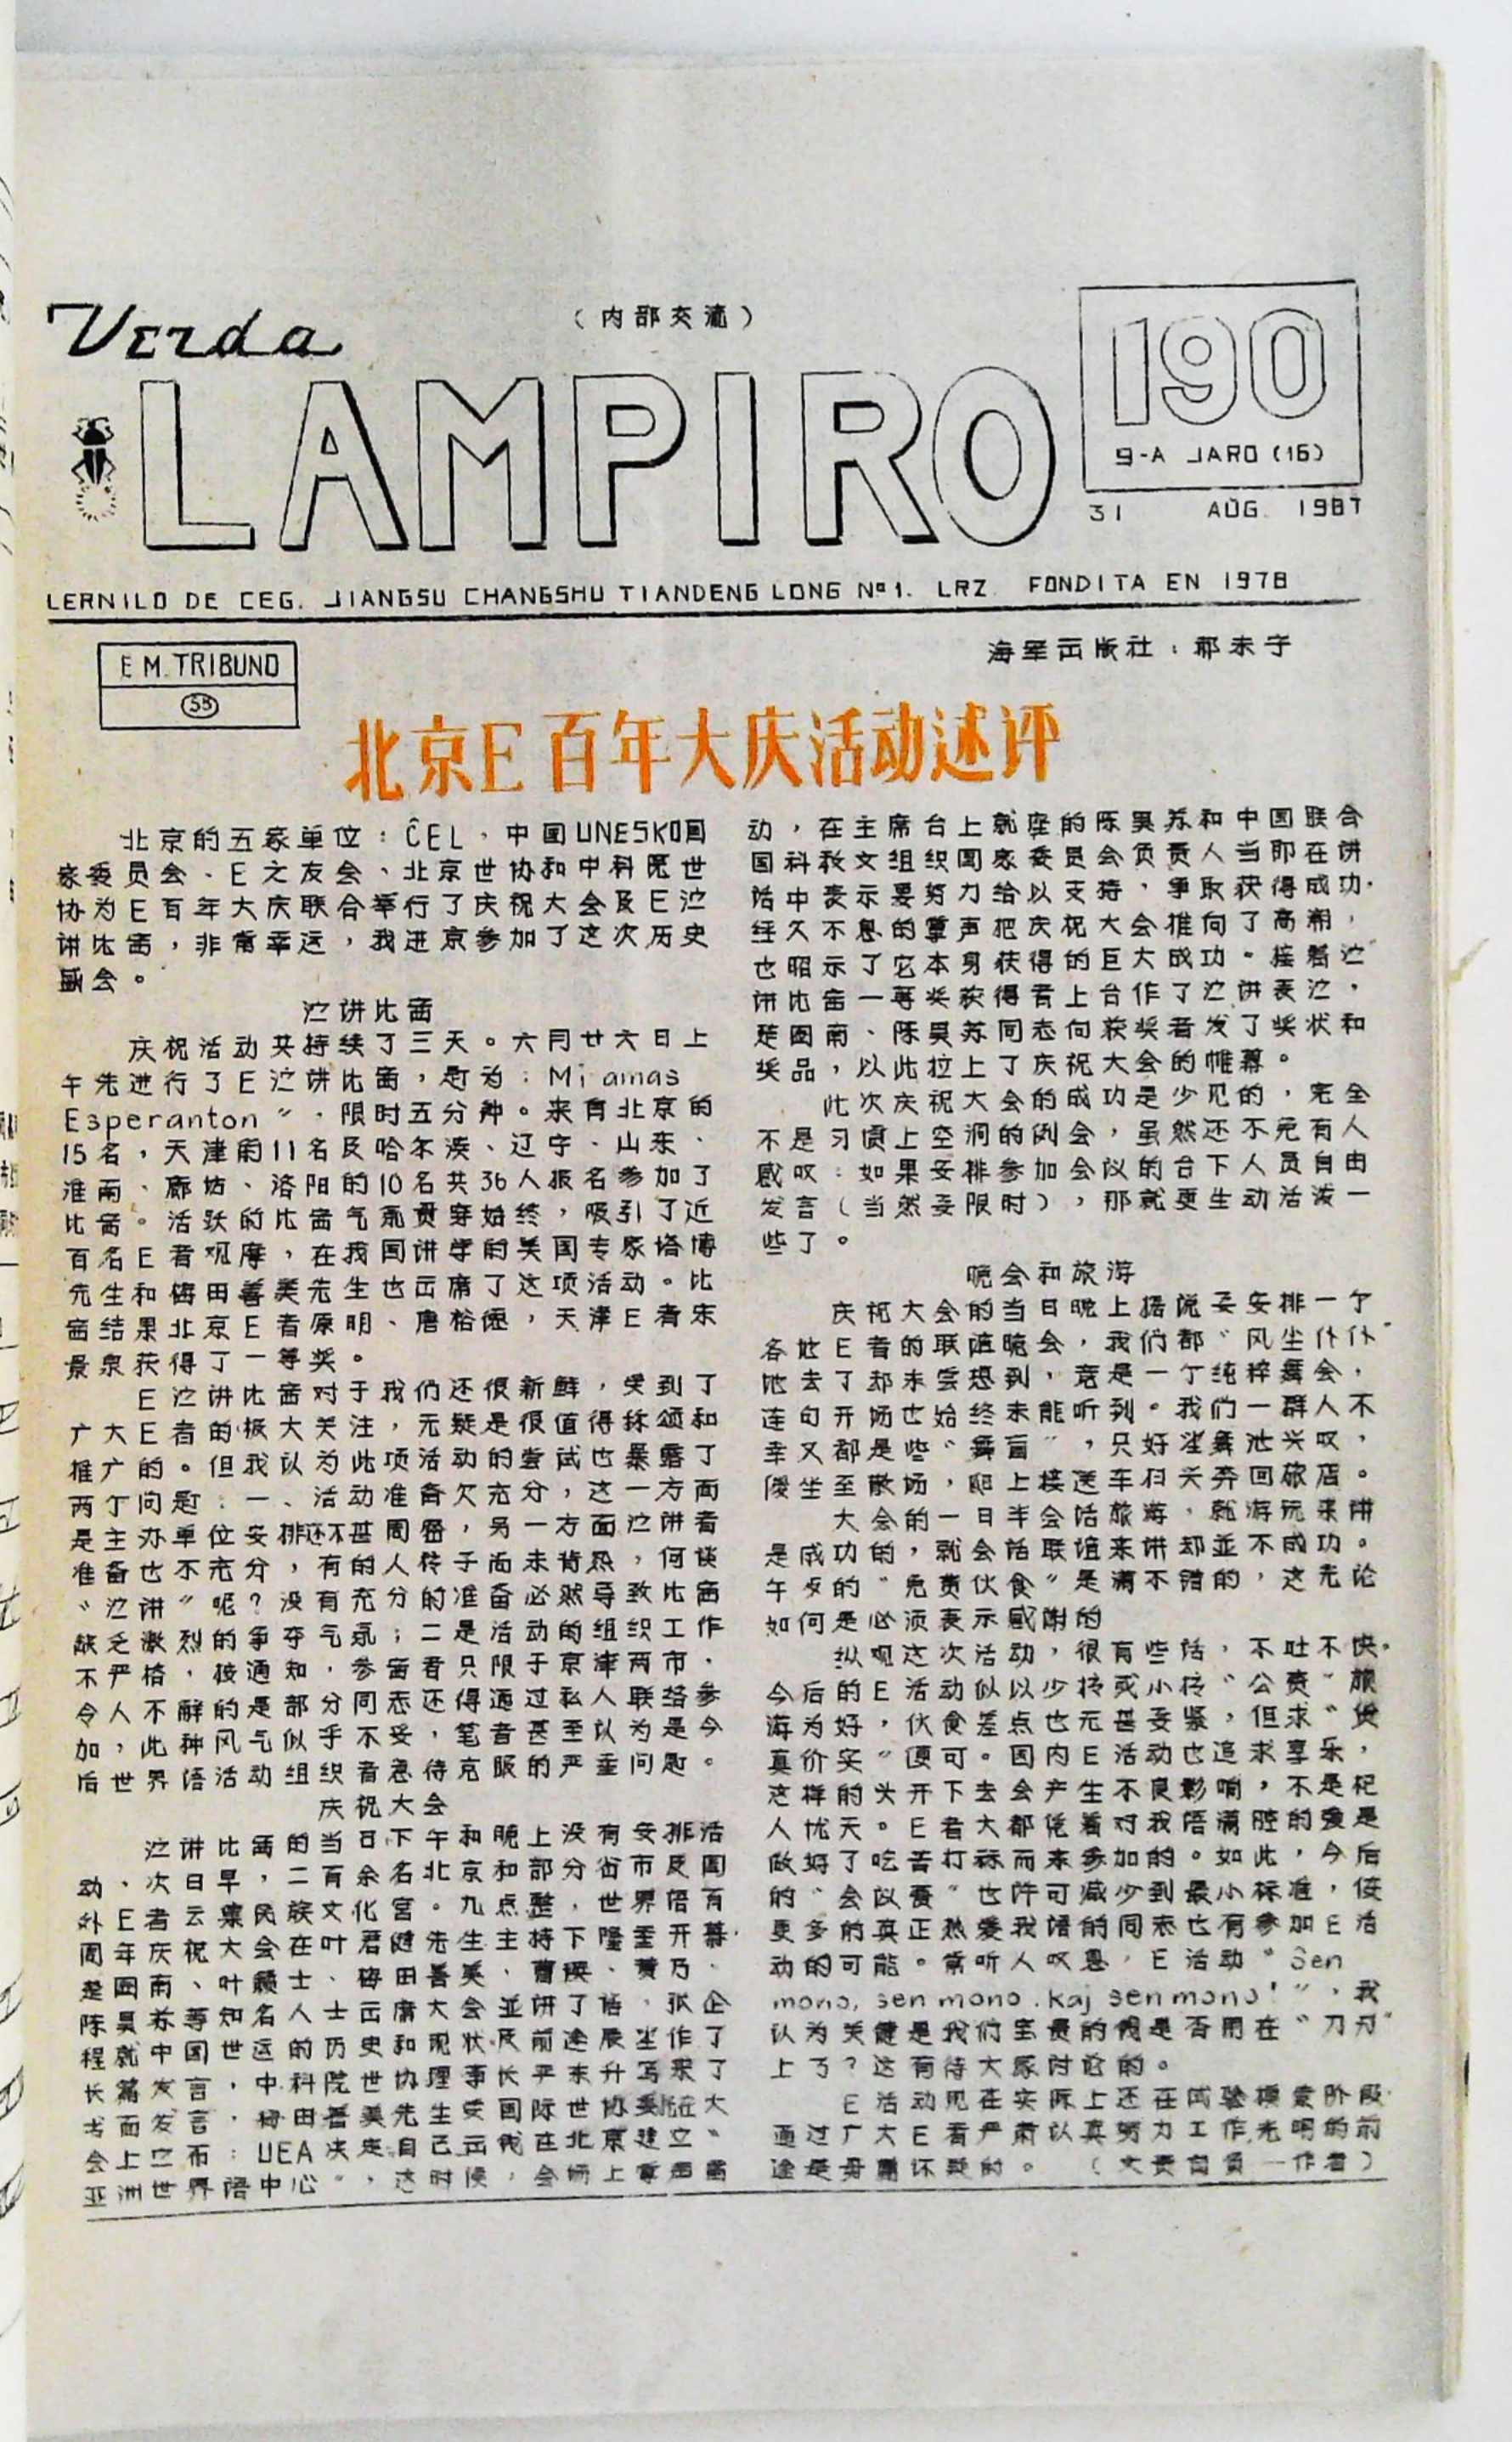 Verda
（内部交流）
LAMPIRO
190
9-A JARO (16)
31 AŬG. 1987
LERNILO DE CEG. JIANGSU CHANGSHU TIANDENG LONG Nº1. LRZ. FONDITA EN 1978
E M. TRIBUNO
58
海军出版社：郝未宁
北京E百年大庆活动述评
北京的五家单位：ĈEL、中国UNESKO国
家委员会、E之友会、北京世协和中科院世
协为E百年大庆联合举行了庆祝大会及E演
讲比赛，非常幸运，我进京参加了这次历史
盛会。
演讲比赛
庆祝活动共持续了三天。六月廿六日上
午先进行了E演讲比赛，题为：Mi amas
Esperanton〃，限时五分钟。来自北京的
15名，天津的11名及哈尔滨、辽宁、山东、
淮南、廊坊、洛阳的10名共36人报名参加了
比赛。活跃的比赛气氛贯穿始终，吸引了近
百名E者观摩，在我国讲学的美国专家塔博
先生和梅田善美先生也出席了这项活动。比
赛结果北京E者原明、唐裕德，天津E者宋
景泉获得了一等奖。
E演讲比赛对于我们还很新鲜，受到了
广大E者的极大关注，无疑是很值得称颂和
推广的。但我认为此项活动的尝试也暴露了
两个问题：一、活动准备欠充分，这一方面
是主办单位安排还不甚周密，另一方面演讲者
准备也不充分，有的人稿子尚未背熟，何谈
〝演讲〞呢？没有充分的准备必然导致比赛
缺乏激烈的争夺气氛；二是活动的组织工作
不严格，按通知，参赛者只限于京津两市，
令人不解的是部分同志还得通过私人联络参
加，此种风气似乎不妥，笔者甚至认为是今
后世界语活动组织者急待克服的严重问题。
庆祝大会
演讲比赛的当日下午和晚上没有安排活
动、次日早，二百余名北京和部分省市及国
外E者云集民族文化宫。九点整，世界语百
周年庆祝大会在叶君健先生主持下隆重开幕。
楚图南、叶籁士、梅田善美，曹 、黄乃、
陈昊苏等知名人士出席大会並讲了话，张企
程就中国世运的历史和现状及前途展望作了
长篇发言，中科院世协理事长严东升写来了
书面发言，梅田善美先生受国际世协委托在大
会上宣布：UEA决定自己出钱在北京建立〝
亚洲世界语中心〞，这时候，会场上掌声雷
动，在主席台上就座的陈昊苏和中国联合
国科教文组织国家委员会负责人当即在讲
话中表示要努力给以支持，争取获得成功。
经久不息的掌声把庆祝大会推向了高潮，
也昭示了它本身获得的巨大成功。接着演
讲比赛一等奖获得者上台作了演讲表演，
楚图南、陈昊苏同志向获奖者发了奖状和
奖品，以此拉上了庆祝大会的帷幕。
此次庆祝大会的成功是少见的，完全
不是习惯上空洞的例会，虽然还不免有人
感叹：如果安排参加会议的台下人员自由
发言（当然要限时），那就更生动活泼一
些了。
晚会和旅游
庆祝大会的当日晚上据说要安排一个
各地E者的联谊晚会，我们都〝风尘仆仆〞
地去了却未尝想到，竟是一个纯粹舞会，
连句开场也始终未能听到。我们一群人不
幸又都是些〝舞盲〞，只好望舞池兴叹，
傻坐至散场，爬上接送车扫兴奔回旅店。
大会的一日半会话旅游，就游玩来讲
是成功的，就会话联谊来讲却並不成功。
午歺的〝免费伙食〞是满不错的，这无论
如何是必须表示感谢的
纵观这次活动，很有些话，不吐不快。
今后的E活动似以少搞或小搞〝公费〞旅
游为好，伙食差点也无甚要紧，但求〝货
真价实〞便可。国内E活动也追求享乐，
这样的头开下去会产生不良影响，不是杞
人忧天。E者大都凭着对我语满腔的爱是
做好了吃苦打标而来参加的。如此，今后
的〝会议费〞也许可减少到最小标准，使
更多的真正热爱我语的同志也有参加E活
动的可能。常听人叹息，E活动〝Sen
mono, sen mono, kaj sen mono!〞，我
认为关键是我们宝贵的钱是否用在〝刀刃〞
上了？这有待大家讨论的。
E活动现在实际上还在试验摸索阶段，
通过广大E者严肃认真努力工作光明的前
途是毋庸怀疑的。（文责自负—作者）